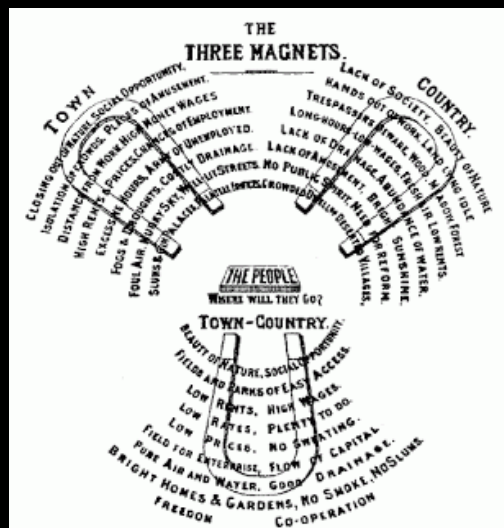 THE
THREE MAGNETS.
TOWN
CLOSING OUT OF NATURE. SOCIAL OPPORTUNITY.
ISOLATION OF CROWDS. PLACES OF AMUSEMENT.
DISTANCE FROM WORK. HIGH MONEY WAGES
HIGH RENTS & PRICES. CHANCES OF EMPLOYMENT.
EXCESSIVE HOURS. ARMY OF UNEMPLOYED.
FOGS & DROUGHTS. COSTLY DRAINAGE.
FOUL AIR. MURKY SKY. WELL LIT STREETS.
SLUMS & GIN PALACES. PALATIAL EDIFICES.
COUNTRY.
LACK OF SOCIETY. BEAUTY OF NATURE
HANDS OUT OF WORK. LAND LYING IDLE
TRESPASSERS BEWARE. WOOD, MEADOW, FOREST
LONG HOURS. LOW WAGES. FRESH AIR. LOW RENTS.
LACK OF DRAINAGE. ABUNDANCE OF WATER.
LACK OF AMUSEMENT. BRIGHT SUNSHINE.
NO PUBLIC SPIRIT. NEED FOR REFORM.
CROWDED DWELLINGS DESERTED VILLAGES,
THE PEOPLE
WHERE WILL THEY GO?
TOWN-COUNTRY.
BEAUTY OF NATURE, SOCIAL OPPORTUNITY.
FIELDS AND PARKS OF EASY ACCESS.
LOW RENTS, HIGH WAGES.
LOW RATES, PLENTY TO DO.
LOW PRICES, NO SWEATING.
FIELD FOR ENTERPRISE, FLOW OF CAPITAL
PURE AIR AND WATER, GOOD DRAINAGE.
BRIGHT HOMES & GARDENS, NO SMOKE, NO SLUMS.
FREEDOM CO-OPERATION